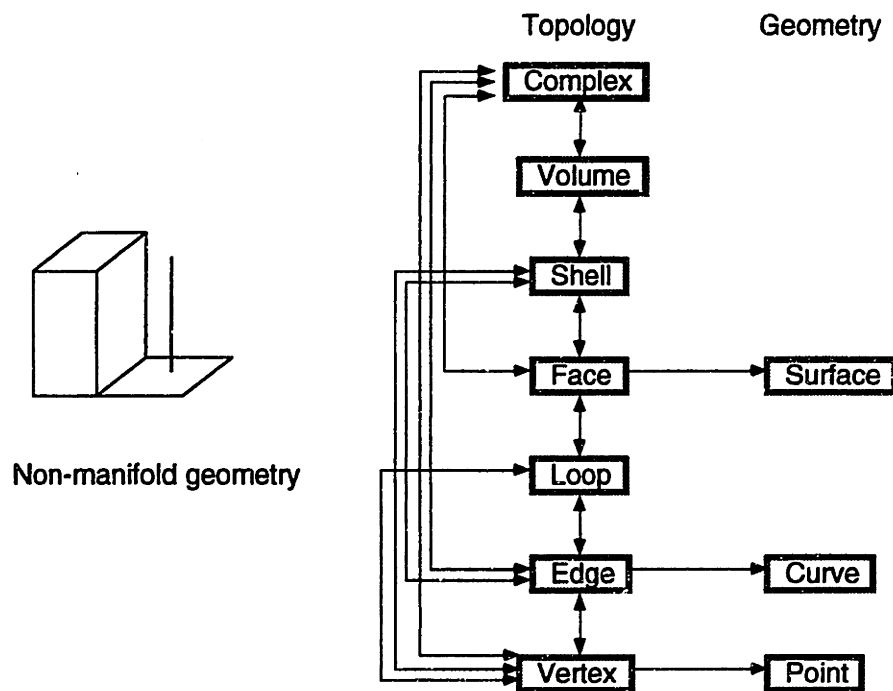 Topology Geometry
Complex
Volume
Shell
Face Surface
Non-manifold geometry
Loop
Edge Curve
Vertex Point